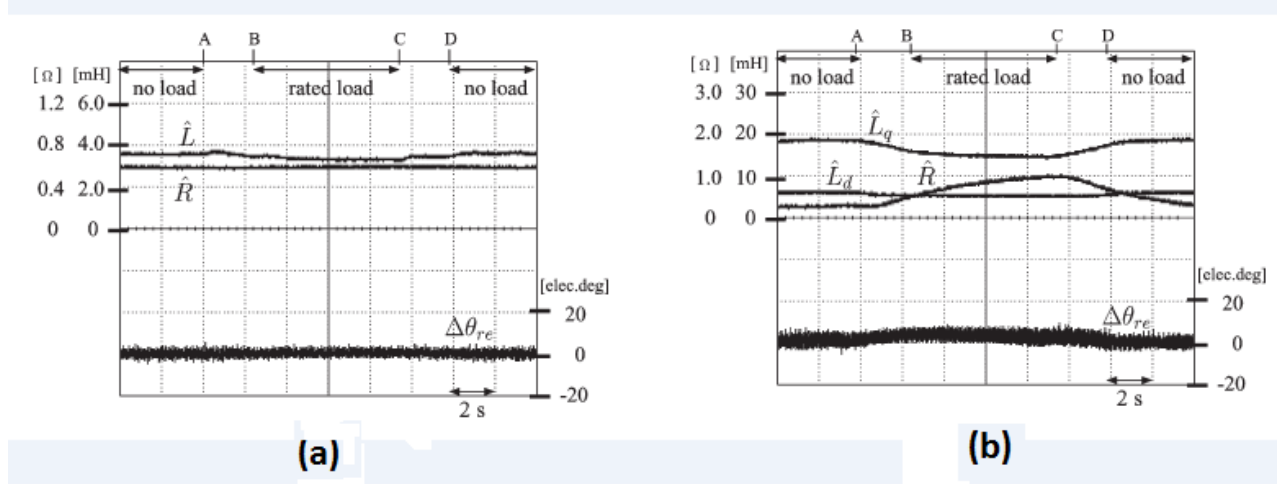 A B C D
[ Ω ] [mH]
no load rated load no load
1.2 6.0
L̂
0.8 4.0
R̂
0.4 2.0
0 0
[elec.deg]
20
Δθre
0
-20
2 s
(a)
A B C D
[ Ω ] [mH]
no load rated load no load
3.0 30
L̂q
2.0 20
L̂d R̂
1.0 10
0 0
[elec.deg]
20
Δθre
0
-20
2 s
(b)